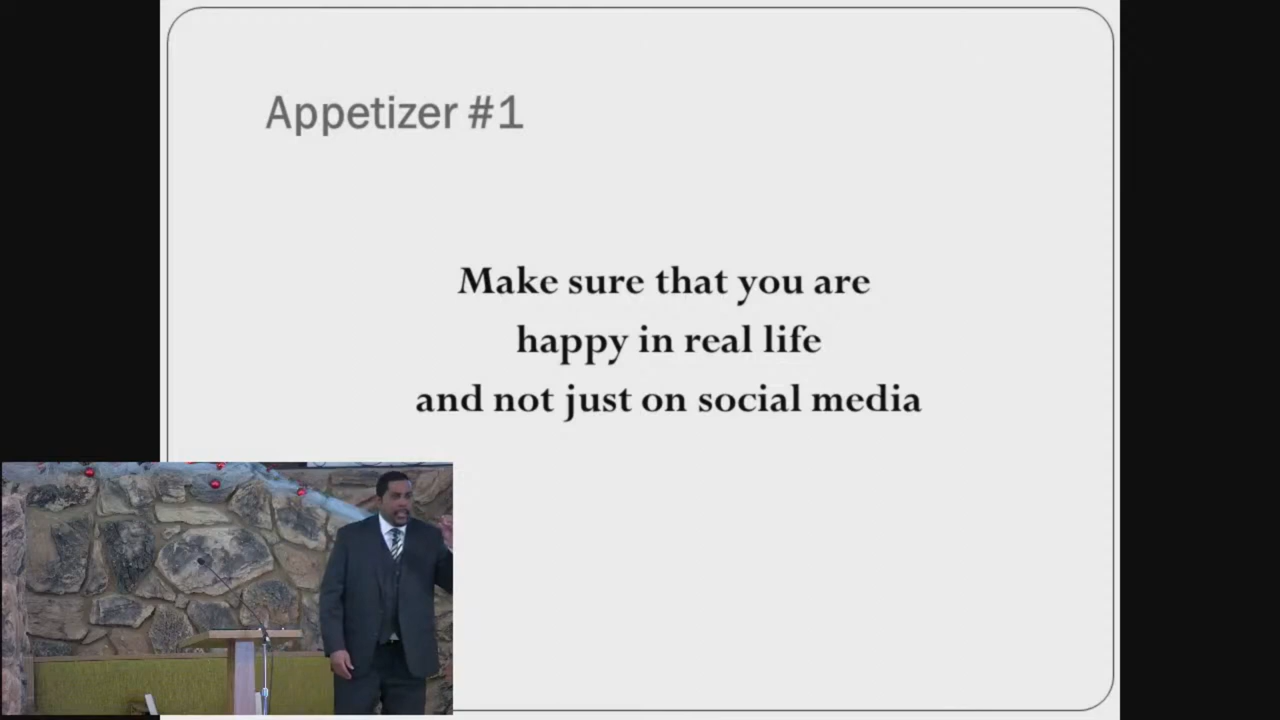 Appetizer #1
Make sure that you are
happy in real life
and not just on social media